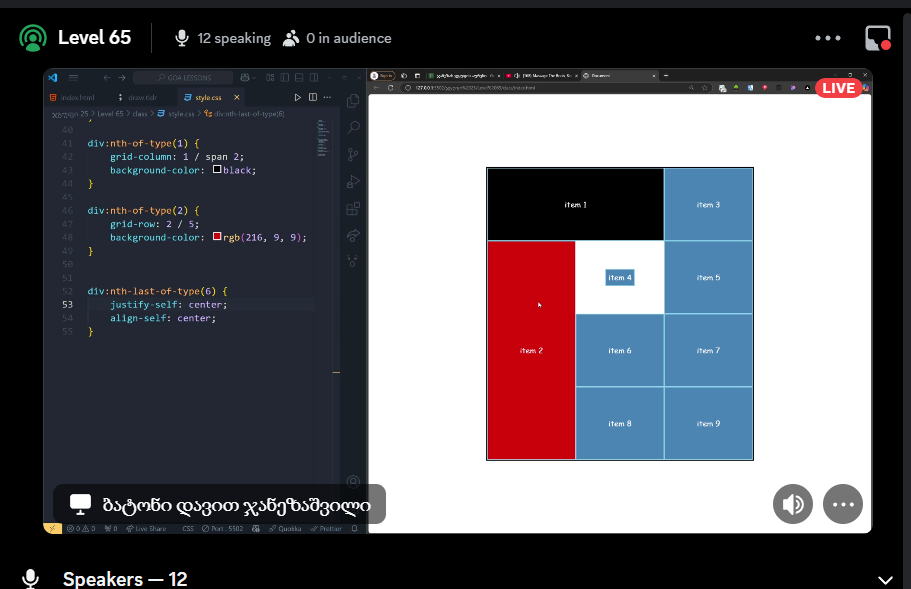 Level 65
12 speaking
0 in audience
GOA LESSONS
LIVE
index.html
draw.tldr
style.css
Level 65 > class > style.css > div:nth-last-of-type(6)
40 }
41 div:nth-of-type(1) {
42 grid-column: 1 / span 2;
43 background-color: black;
44 }
45
46 div:nth-of-type(2) {
47 grid-row: 2 / 5;
48 background-color: rgb(216, 9, 9);
49 }
50
51
52 div:nth-last-of-type(6) {
53 justify-self: center;
54 align-self: center;
55 }
item 1
item 3
item 4
item 5
item 2
item 6
item 7
item 8
item 9
ბატონი დავით ჯანეზაშვილი
0 0
0
Live Share
CSS
Port : 5502
Quokka
Prettier
Speakers — 12